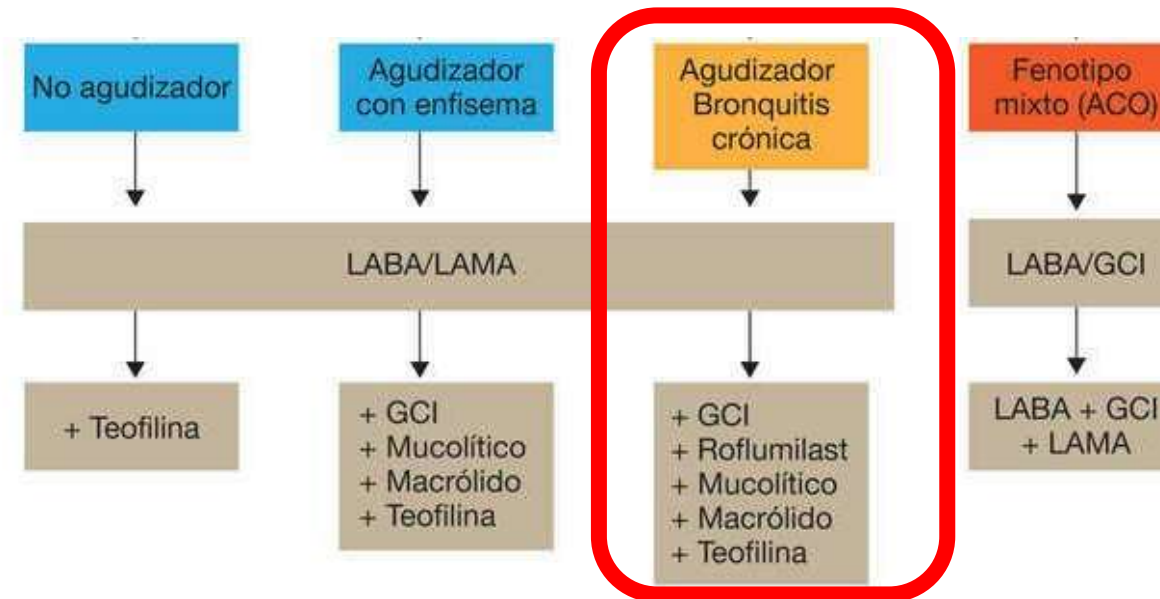 No agudizador
Agudizador
con enfisema
Agudizador
Bronquitis
crónica
Fenotipo
mixto (ACO)
LABA/LAMA
LABA/GCI
+ Teofilina
+ GCI
+ Mucolítico
+ Macrólido
+ Teofilina
+ GCI
+ Roflumilast
+ Mucolítico
+ Macrólido
+ Teofilina
LABA + GCI
+ LAMA